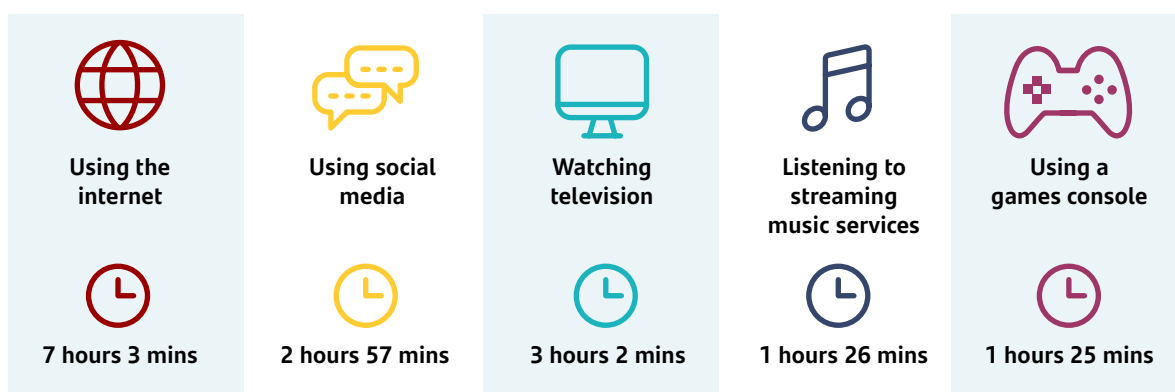 Using the
internet
7 hours 3 mins
Using social
media
2 hours 57 mins
Watching
television
3 hours 2 mins
Listening to
streaming
music services
1 hours 26 mins
Using a
games console
1 hours 25 mins